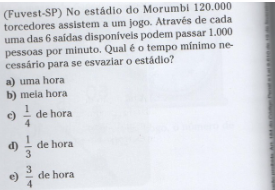 (Fuvest-SP) No estádio do Morumbi 120.000
torcedores assistem a um jogo. Através de cada
uma das 6 saídas disponíveis podem passar 1.000
pessoas por minuto. Qual é o tempo mínimo ne-
cessário para se esvaziar o estádio?
a) uma hora
b) meia hora
c) 1/4 de hora
d) 1/3 de hora
e) 3/4 de hora